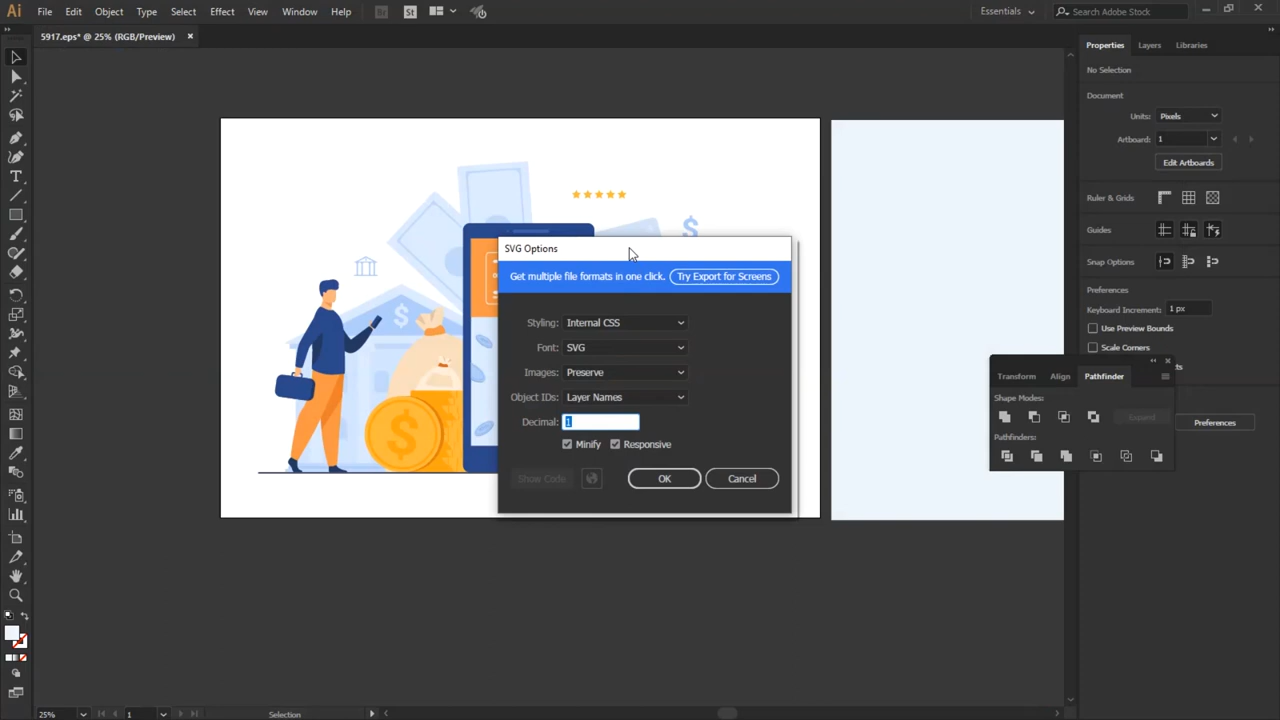 Ai File Edit Object Type Select Effect View Window Help Br St Essentials Search Adobe Stock
5917.eps* @ 25% (RGB/Preview) ×
Properties Layers Libraries
No Selection
Document
Units: Pixels
Artboard: 1
Edit Artboards
Ruler & Grids
Guides
Snap Options
Preferences
Keyboard Increment: 1 px
Use Preview Bounds
Scale Corners
Preferences
Transform Align Pathfinder
Shape Modes:
Expand
Pathfinders:
$
$
$
SVG Options
Get multiple file formats in one click. Try Export for Screens
Styling: Internal CSS
Font: SVG
Images: Preserve
Object IDs: Layer Names
Decimal: 1
Minify Responsive
Show Code OK Cancel
25% 1 Selection